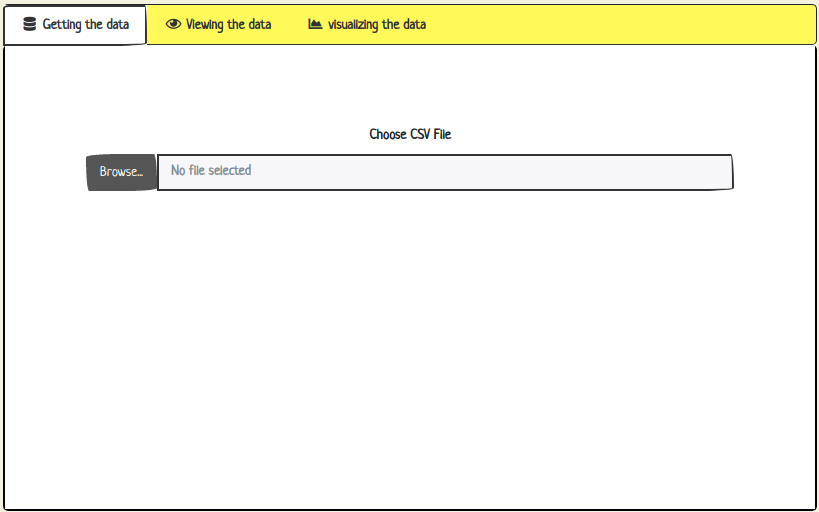 Getting the data Viewing the data visualizing the data
Choose CSV File
Browse... No file selected